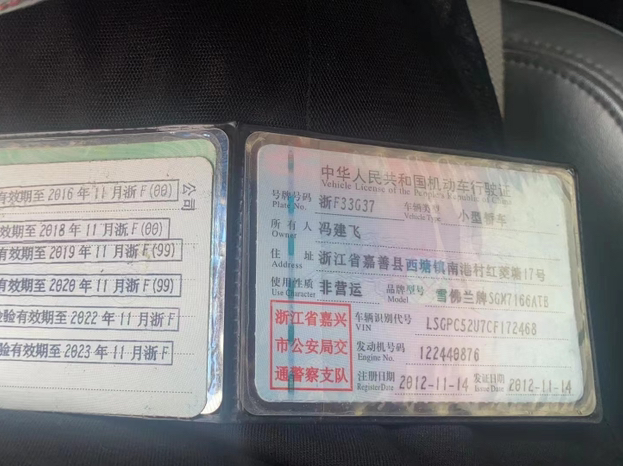 有效期至2016年11月浙F(00)
有效期至2018年11月浙F(00)
有效期至2019年11月浙F(99)
有效期至2020年11月浙F(99)
验有效期至2022年11月浙F
验有效期至2023年11月浙F
公司
中华人民共和国机动车行驶证
Vehicle License of the People's Republic of China
号牌号码 浙F33G37 车辆类型 小型轿车
Plate No. Vehicle Type
所有人 冯建飞
Owner
住址 浙江省嘉善县西塘镇南港村红菱塘17号
Address
使用性质 非营运 品牌型号 雪佛兰牌SGM7166ATB
Use Character Model
浙江省嘉兴
市公安局交
通警察支队
车辆识别代号 LSGPC52U7CF172468
VIN
发动机号码 122440876
Engine No.
注册日期 2012-11-14 发证日期 2012-11-14
Register Date Issue Date